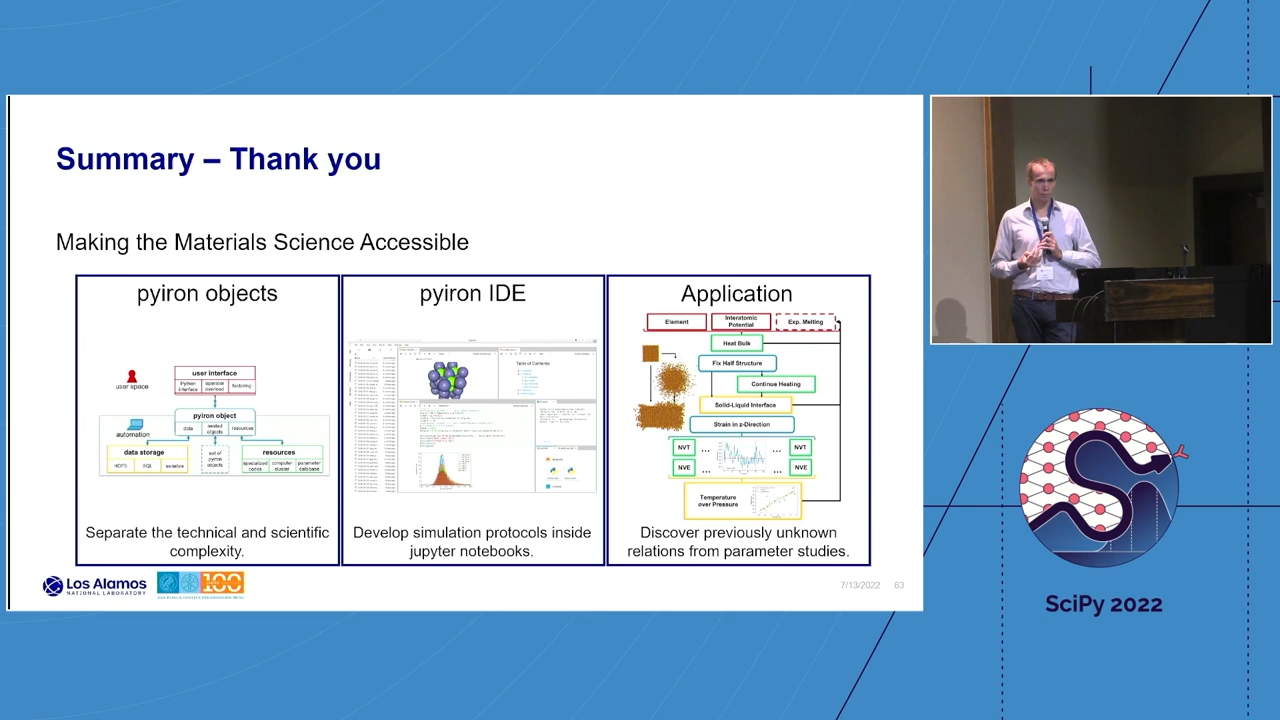 Summary – Thank you
Making the Materials Science Accessible
pyiron objects
user space
user Interface
Python Interface
operator overload
automation
pyiron object
data
nested objects
resources
data storage
HDF5
SQL
serialize
set of pyiron objects
resources
specialized codes
computer cluster
parameter database
Separate the technical and scientific
complexity.
pyiron IDE
Table of Contents
Develop simulation protocols inside
jupyter notebooks.
Application
Element
Interatomic
Potential
Exp. Melting
Heat Bulk
Fix Half Structure
Continue Heating
Solid-Liquid Interface
Strain in z-Direction
NVT
...
...
NVT
NVE
...
...
NVE
Temperature
over Pressure
Discover previously unknown
relations from parameter studies.
Los Alamos
NATIONAL LABORATORY
100
7/13/2022 63
SciPy 2022